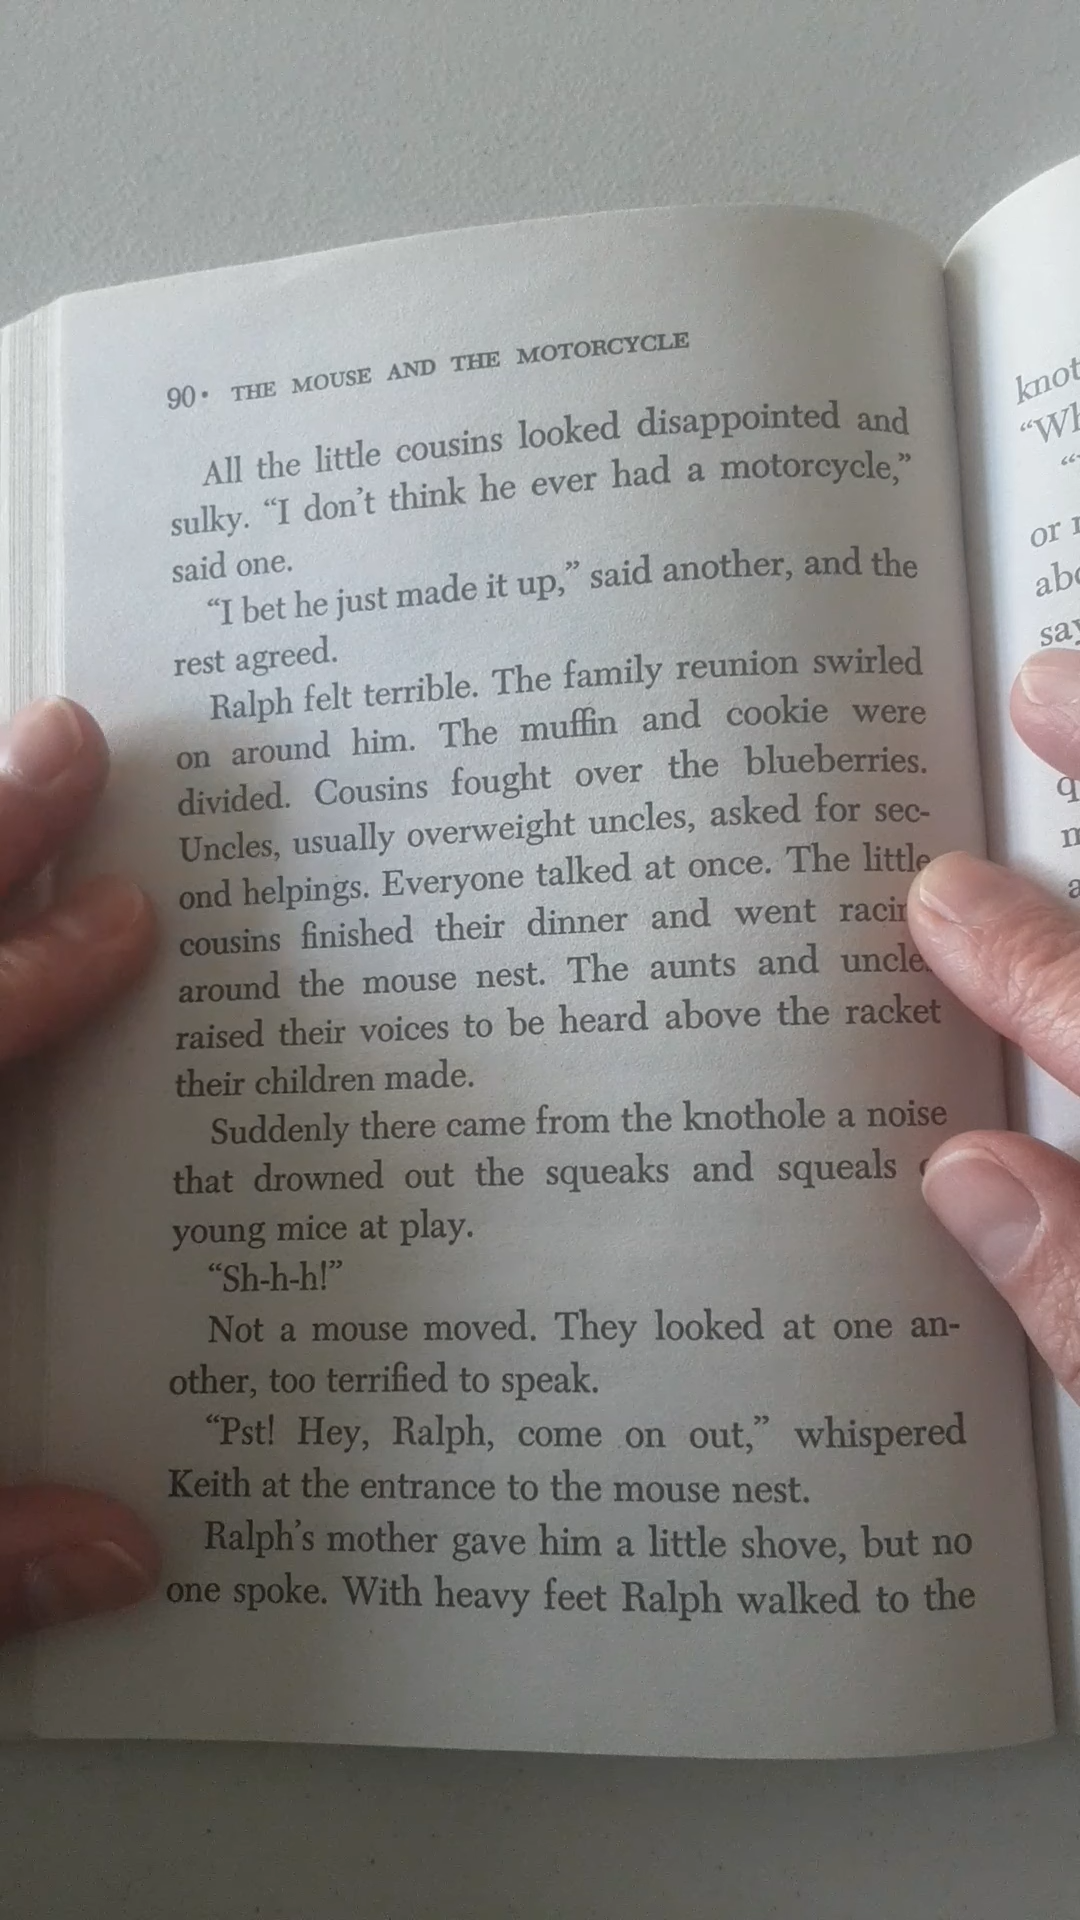 90· THE MOUSE AND THE MOTORCYCLE
All the little cousins looked disappointed and
sulky. “I don’t think he ever had a motorcycle,”
said one.
“I bet he just made it up,” said another, and the
rest agreed.
Ralph felt terrible. The family reunion swirled
on around him. The muffin and cookie were
divided. Cousins fought over the blueberries.
Uncles, usually overweight uncles, asked for sec-
ond helpings. Everyone talked at once. The little
cousins finished their dinner and went
around the mouse nest. The aunts and
raised their voices to be heard above the racket
their children made.
Suddenly there came from the knothole a noise
that drowned out the squeaks and squeals
young mice at play.
“Sh-h-h!”
Not a mouse moved. They looked at one an-
other, too terrified to speak.
“Pst! Hey, Ralph, come on out,” whispered
Keith at the entrance to the mouse nest.
Ralph’s mother gave him a little shove, but no
one spoke. With heavy feet Ralph walked to the
or